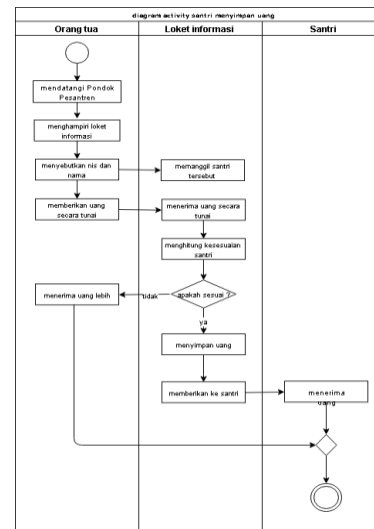 diagram activity santri menyimpan uang
Orang tua
Loket informasi
Santri
mendatangi Pondok
Pesantren
menghampiri loket
informasi
menyebutkan nis dan
nama
memanggil santri
tersebut
memberikan uang
secara tunai
menerima uang secara
tunai
menghitung kesesuaian
santri
menerima uang lebih
tidak
apakah sesuai ?
ya
menyimpan uang
memberikan ke santri
menerima
uang